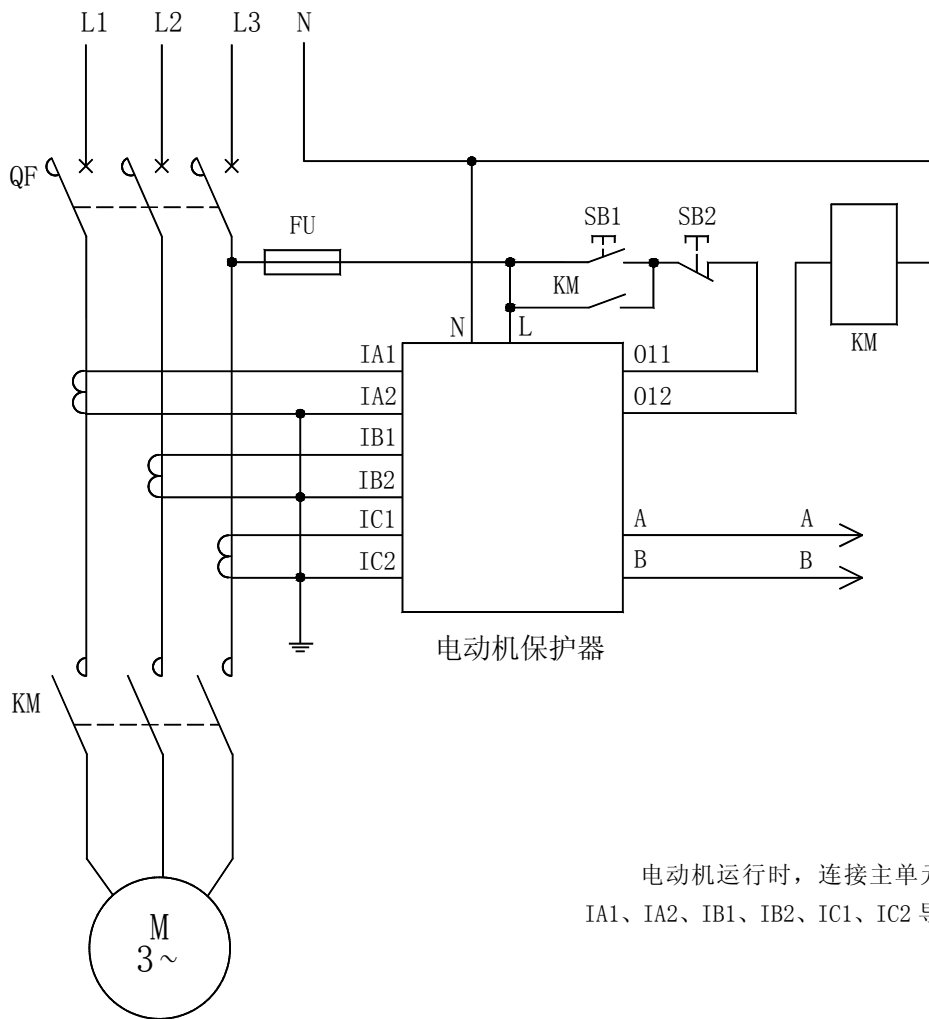 L1 L2 L3 N
QF
FU
SB1 SB2
KM
N L
KM
IA1 O11
IA2 O12
IB1
IB2
IC1 A A
IC2 B B
电动机保护器
KM
M
3~
电动机运行时，连接主单
IA1、IA2、IB1、IB2、IC1、IC2